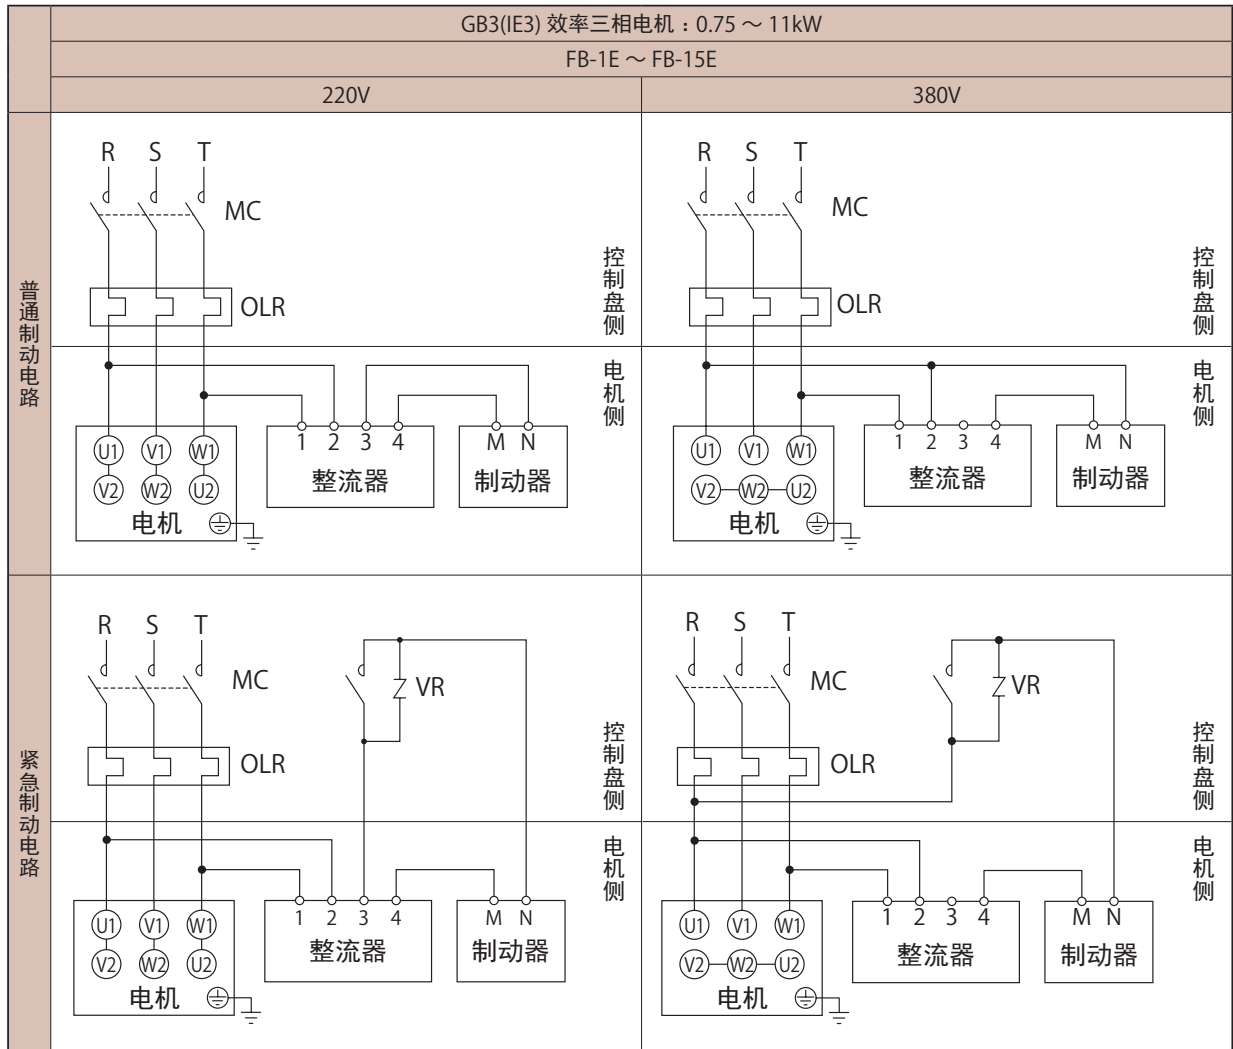 GB3(IE3) 效率三相电机：0.75 ～ 11kW
FB-1E ～ FB-15E
220V
380V
普通制动电路
R S T
MC
OLR
控制盘侧
电机侧
1 2 3 4
M N
U1 V1 W1
V2 W2 U2
整流器
制动器
电机
R S T
MC
OLR
控制盘侧
电机侧
1 2 3 4
M N
U1 V1 W1
V2 W2 U2
整流器
制动器
电机
紧急制动电路
R S T
MC
VR
OLR
控制盘侧
电机侧
1 2 3 4
M N
U1 V1 W1
V2 W2 U2
整流器
制动器
电机
R S T
MC
VR
OLR
控制盘侧
电机侧
1 2 3 4
M N
U1 V1 W1
V2 W2 U2
整流器
制动器
电机